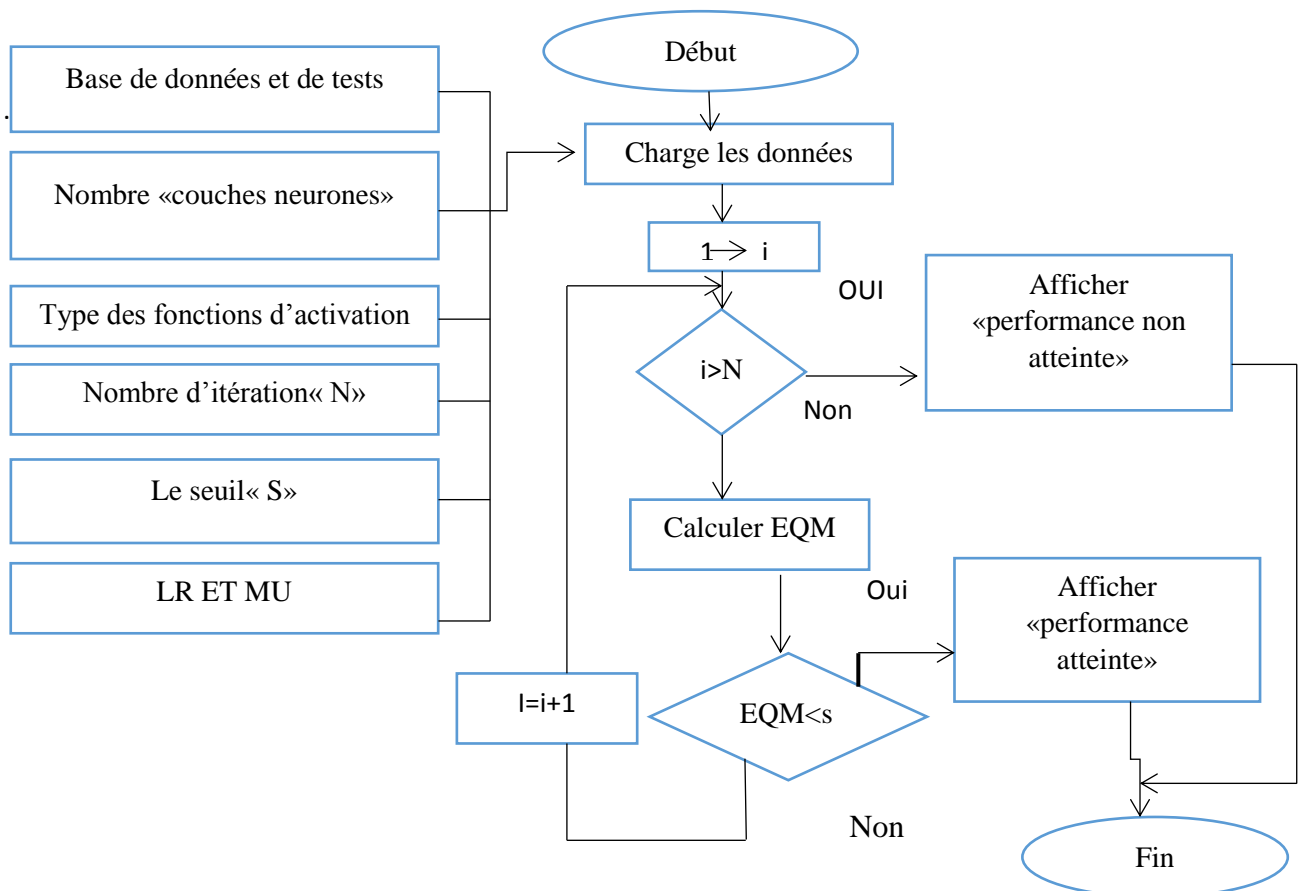 Début
Base de données et de tests
.
Charge les données
Nombre «couches neurones»
1 i
OUI
Afficher
«performance non
atteinte»
Type des fonctions d’activation
i>N
Nombre d’itération« N»
Non
Le seuil« S»
Calculer EQM
Oui
Afficher
«performance
atteinte»
LR ET MU
I=i+1
EQM<s
Non
Fin